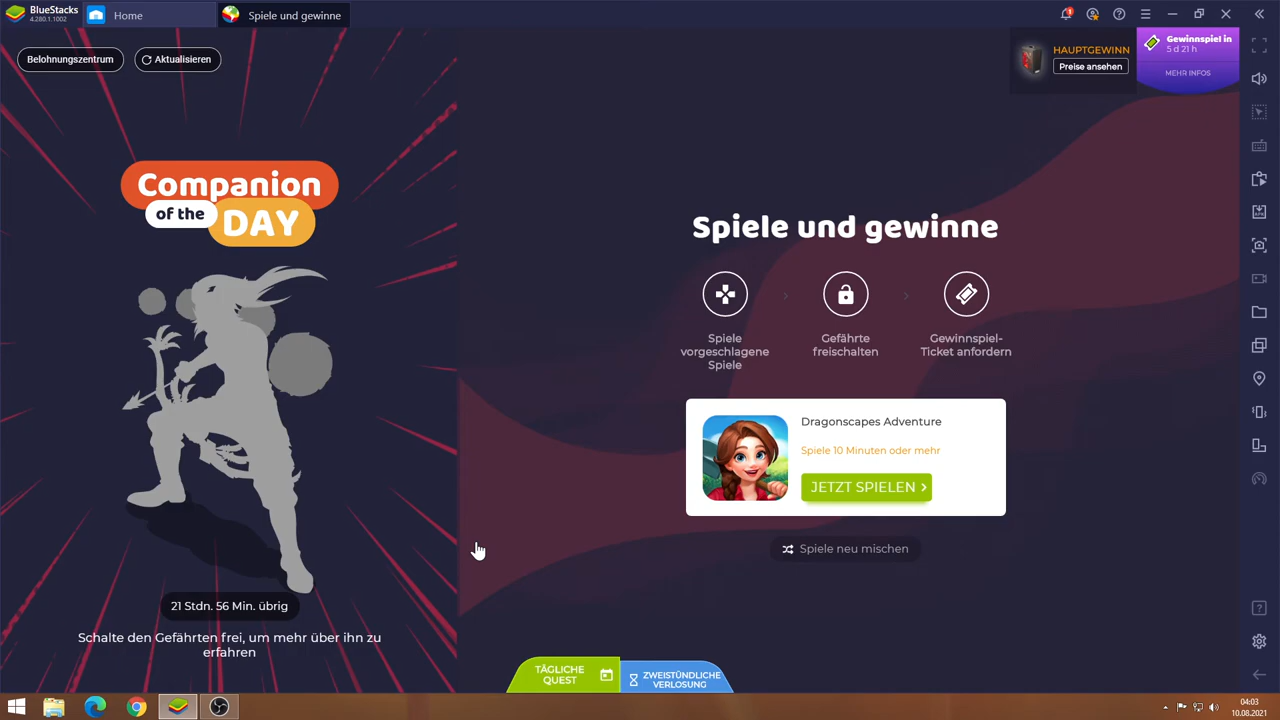 BlueStacks
4.280.1.1002
Home
Spiele und gewinne
1
Belohnungszentrum
Aktualisieren
HAUPTGEWINN
Preise ansehen
Gewinnspiel in
5 d 21 h
MEHR INFOS
Companion
of the
DAY
Spiele und gewinne
Spiele
vorgeschlagene
Spiele
Gefährte
freischalten
Gewinnspiel-
Ticket anfordern
Dragonscapes Adventure
Spiele 10 Minuten oder mehr
JETZT SPIELEN
Spiele neu mischen
21 Stdn. 56 Min. übrig
Schalte den Gefährten frei, um mehr über ihn zu
erfahren
TÄGLICHE
QUEST
ZWEISTÜNDLICHE
VERLOSUNG
04:03
10.08.2021